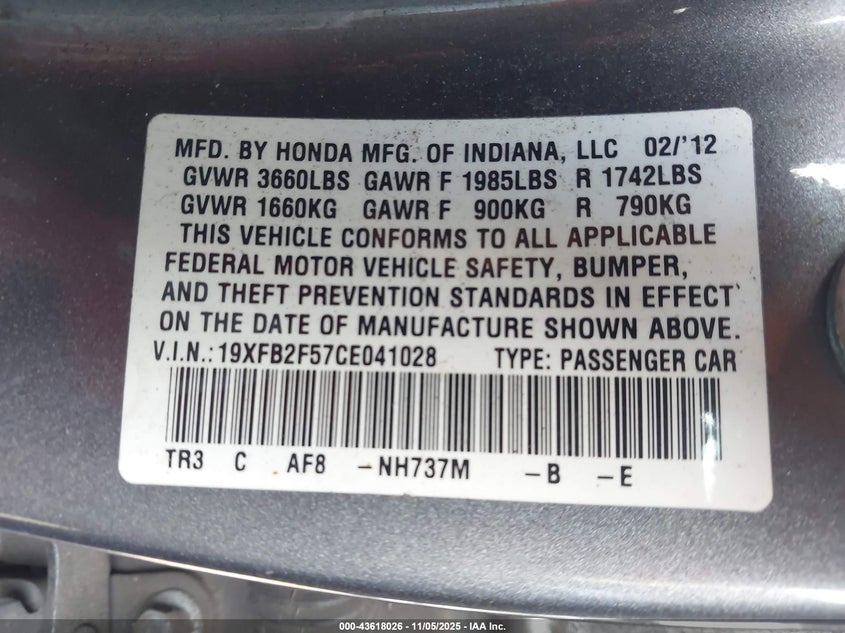 MFD. BY HONDA MFG. OF INDIANA, LLC 02/'12
GVWR 3660LBS GAWR F 1985LBS R 1742LBS
GVWR 1660KG GAWR F 900KG R 790KG
THIS VEHICLE CONFORMS TO ALL APPLICABLE
FEDERAL MOTOR VEHICLE SAFETY, BUMPER,
AND THEFT PREVENTION STANDARDS IN EFFECT
ON THE DATE OF MANUFACTURE SHOWN ABOVE.
V.I.N.:19XFB2F57CE041028 TYPE: PASSENGER CAR
TR3 C AF8 -NH737M -B -E
000-43618026 - 11/05/2025 - IAA Inc.